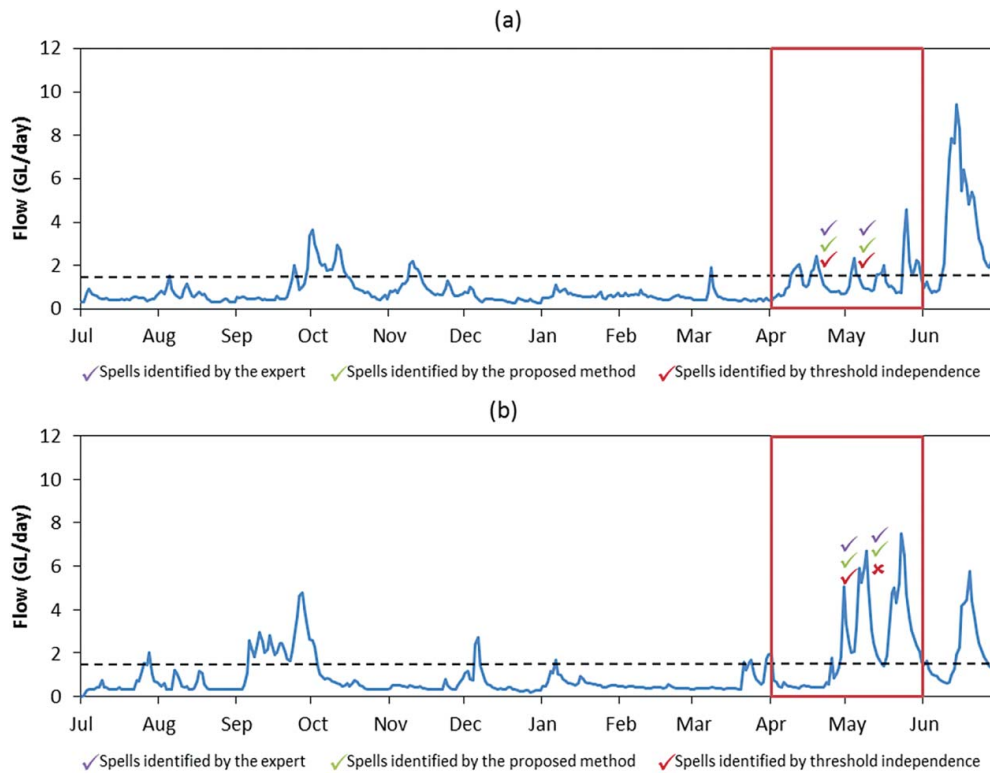 (a)
Flow (GL/day)
12
10
8
6
4
2
0
Jul Aug Sep Oct Nov Dec Jan Feb Mar Apr May Jun
✓Spells identified by the expert ✓Spells identified by the proposed method ✓Spells identified by threshold independence
(b)
Flow (GL/day)
12
10
8
6
4
2
0
Jul Aug Sep Oct Nov Dec Jan Feb Mar Apr May Jun
✓Spells identified by the expert ✓Spells identified by the proposed method ✓Spells identified by threshold independence